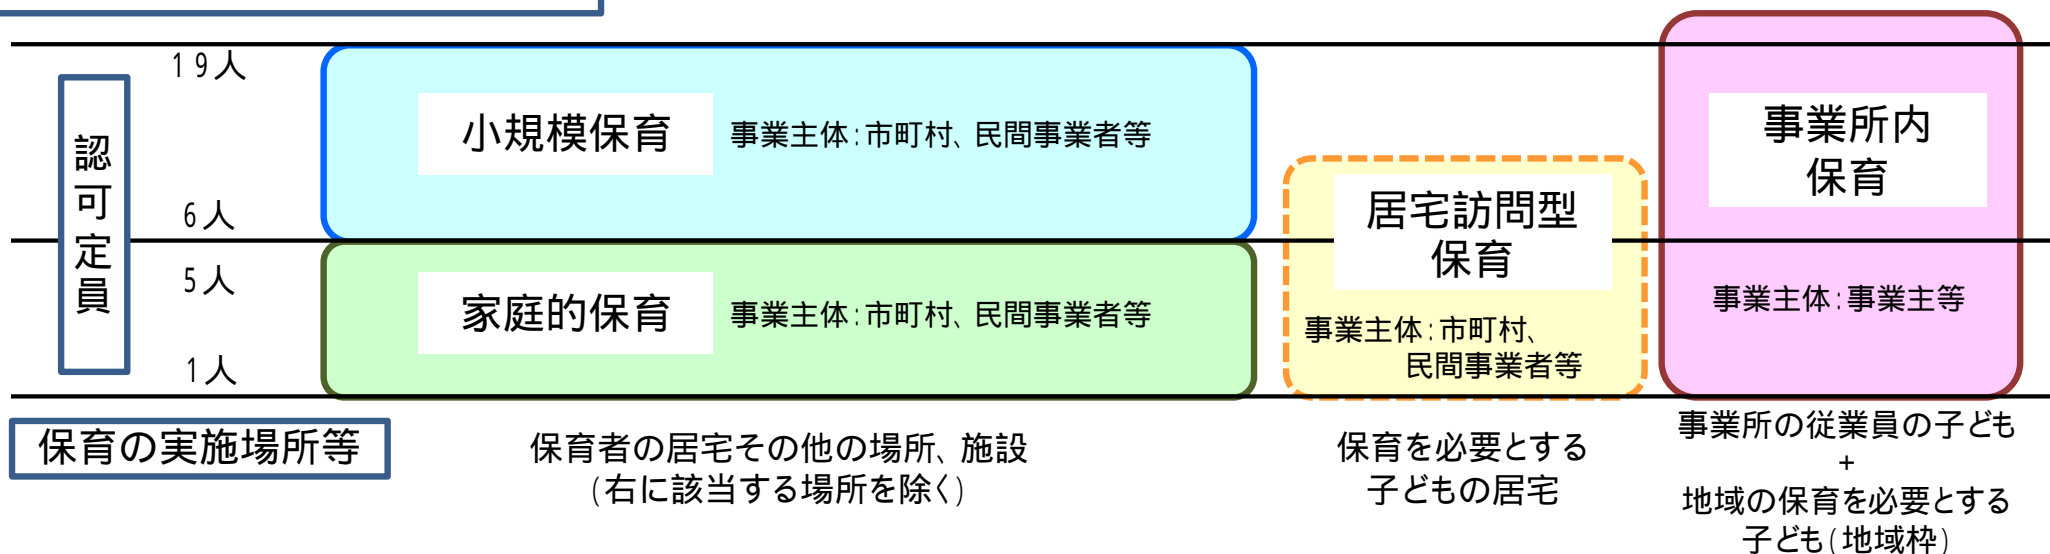 認可定員
19人
6人
5人
1人
小規模保育
事業主体:市町村、民間事業者等
家庭的保育
事業主体:市町村、民間事業者等
居宅訪問型
保育
事業主体:市町村、
民間事業者等
事業所内
保育
事業主体:事業主等
保育の実施場所等
保育者の居宅その他の場所、施設
(右に該当する場所を除く)
保育を必要とする
子どもの居宅
事業所の従業員の子ども
+
地域の保育を必要とする
子ども(地域枠)